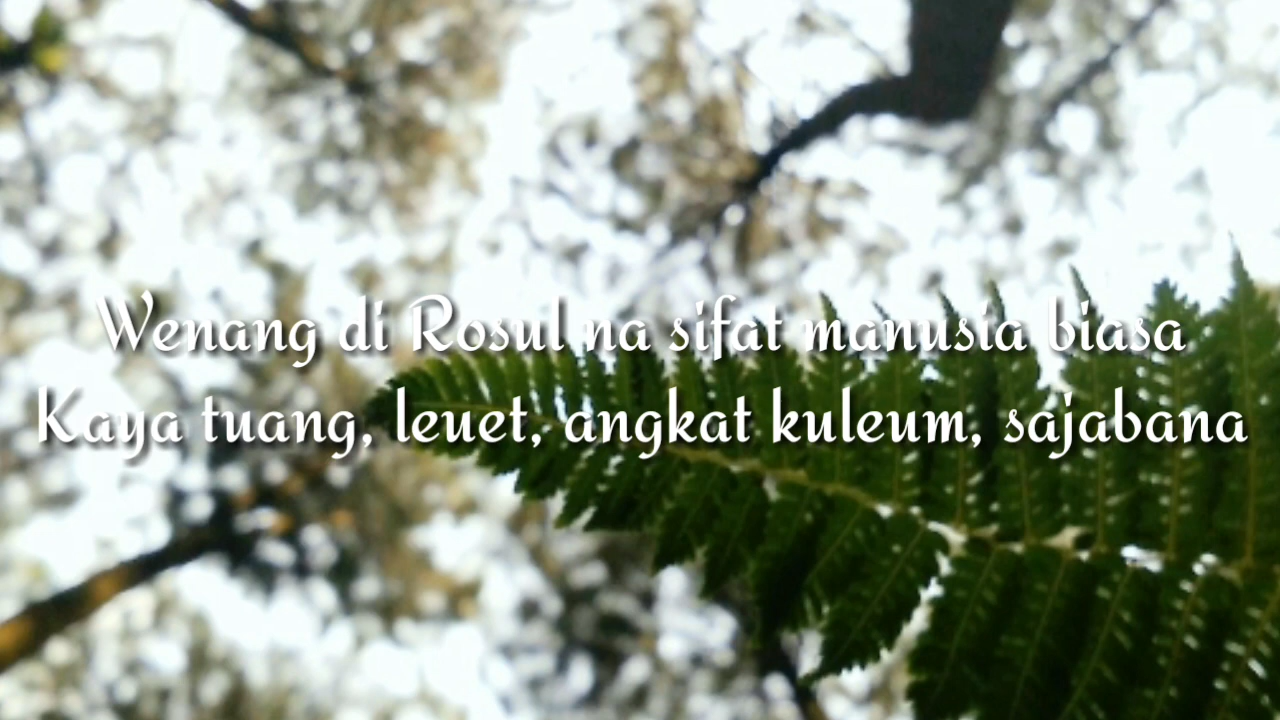 Wenang di Rosul na sifat manusia biasa
Kaya tuang, leuet, angkat kuleum, sajabana